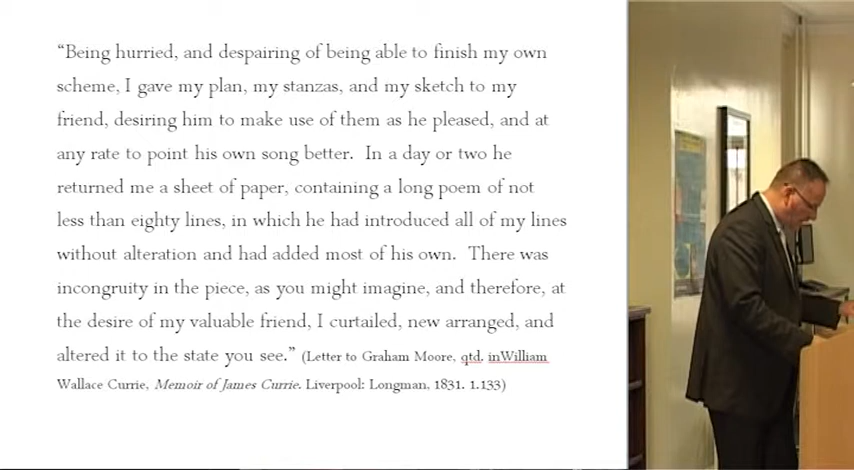 “Being hurried, and despairing of being able to finish my own
scheme, I gave my plan, my stanzas, and my sketch to my
friend, desiring him to make use of them as he pleased, and at
any rate to point his own song better.  In a day or two he
returned me a sheet of paper, containing a long poem of not
less than eighty lines, in which he had introduced all of my lines
without alteration and had added most of his own.  There was
incongruity in the piece, as you might imagine, and therefore, at
the desire of my valuable friend, I curtailed, new arranged, and
altered it to the state you see.” (Letter to Graham Moore, qtd. inWilliam
Wallace Currie, Memoir of James Currie. Liverpool: Longman, 1831. 1.133)